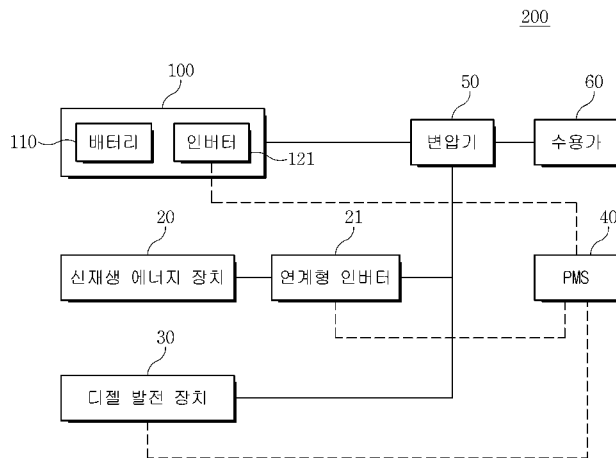 200
100
50
60
110
배터리
인버터
121
변압기
수용가
20
21
40
신재생 에너지 장치
연계형 인버터
PMS
30
디젤 발전 장치